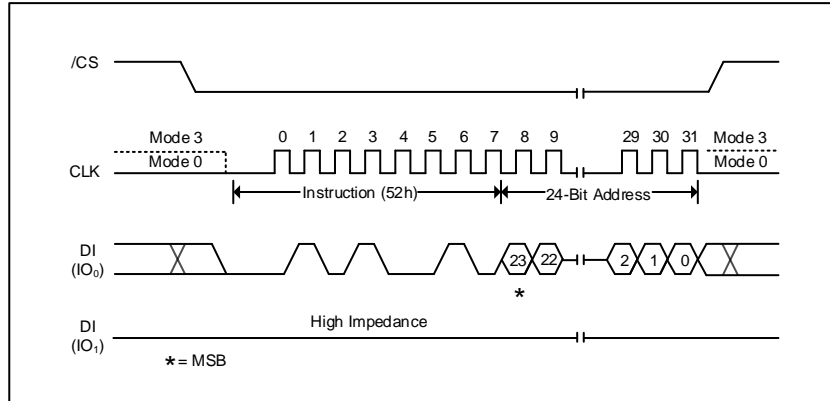 /CS
0 1 2 3 4 5 6 7 8 9 29 30 31
Mode 3 Mode 3
CLK Mode 0 Mode 0
Instruction (52h) 24-Bit Address
DI
(IO₀) 23 22 2 1 0
*
High Impedance
DI
(IO₁)
* = MSB